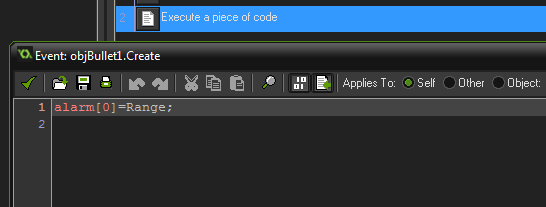 2 Execute a piece of code
Event: objBullet1.Create
Applies To: Self Other Object:
1 alarm[0]=Range;
2